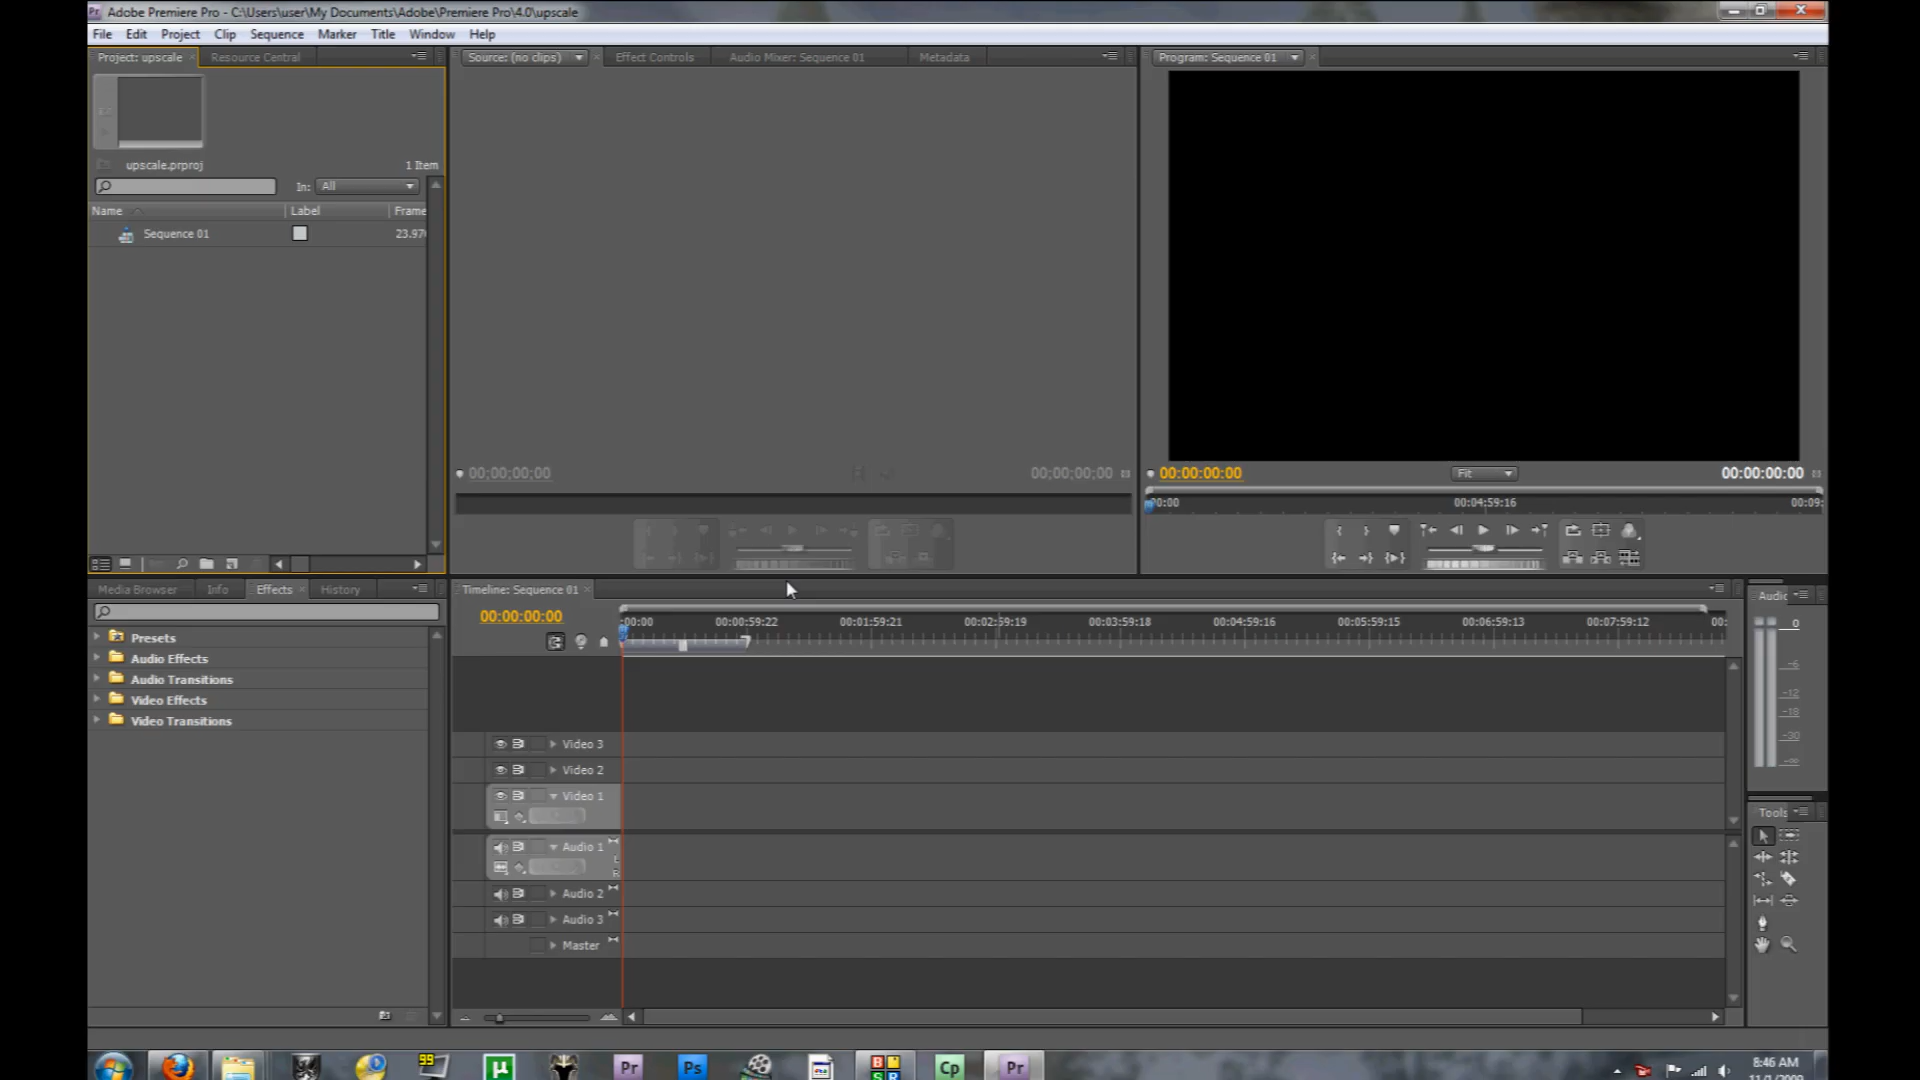 Adobe Premiere Pro - C:\Users\user\My Documents\Adobe\Premiere Pro\4.0\upscale
File Edit Project Clip Sequence Marker Title Window Help
Project: upscale Resource Central
Source: (no clips) Effect Controls Audio Mixer: Sequence 01 Metadata
Program: Sequence 01
upscale.prproj 1 Item
In: All
Name Label Frame
Sequence 01 23.97
00;00;00;00 00;00;00;00
00:00:00:00 Fit 00:00:00:00
00:00 00:04:59:16 00:09:
Media Browser Info Effects History
Presets
Audio Effects
Audio Transitions
Video Effects
Video Transitions
Timeline: Sequence 01
00:00:00:00
:00:00 00:00:59:22 00:01:59:21 00:02:59:19 00:03:59:18 00:04:59:16 00:05:59:15 00:06:59:13 00:07:59:12 00:
Video 3
Video 2
Video 1
Audio 1
Audio 2
Audio 3
Master
Audio
0
-6
-12
-18
-30
-∞
Tools
99 µ Pr Ps B M S R Cp Pr
8:46 AM